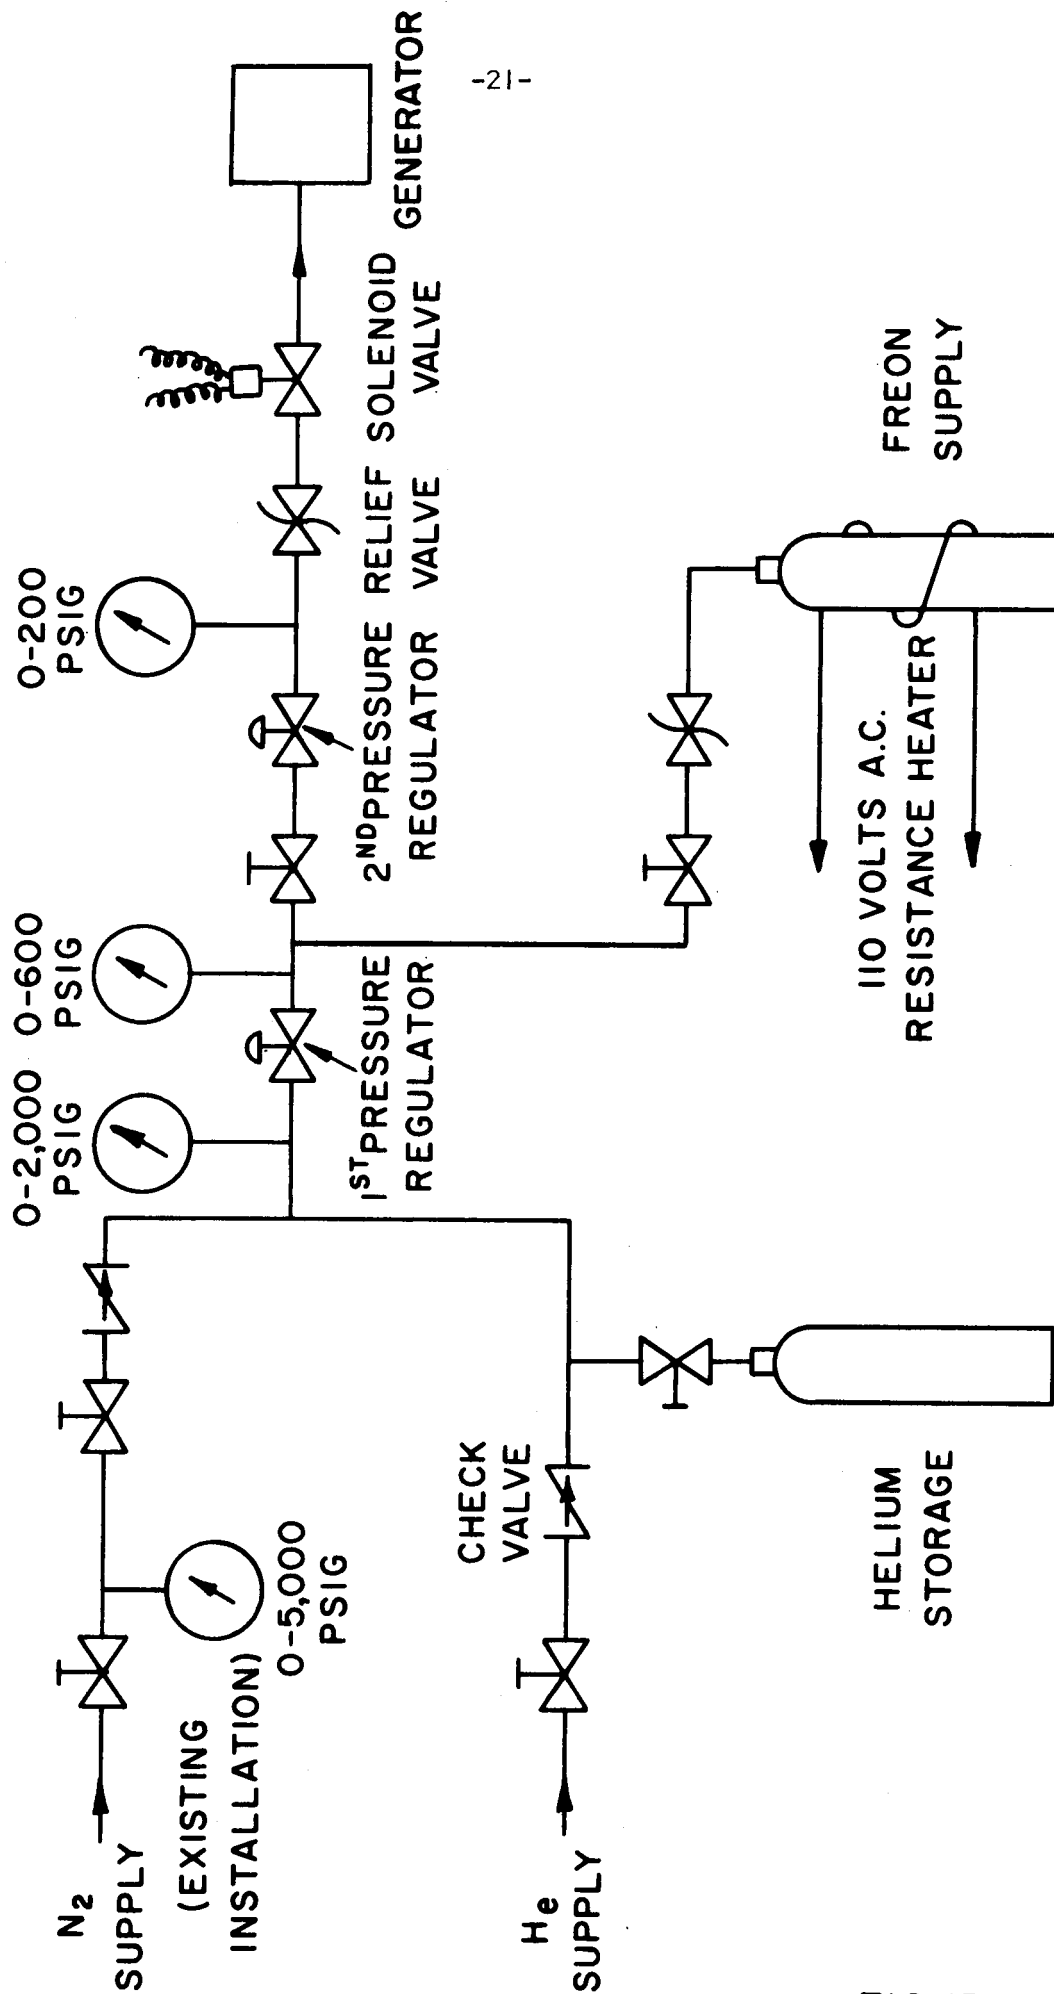 -21-
N2
SUPPLY
(EXISTING
INSTALLATION)
0-5,000
PSIG
0-2,000
PSIG
0-600
PSIG
0-200
PSIG
1ST PRESSURE
REGULATOR
2ND PRESSURE
REGULATOR
RELIEF
VALVE
SOLENOID
VALVE
GENERATOR
He
SUPPLY
CHECK
VALVE
HELIUM
STORAGE
110 VOLTS A.C.
RESISTANCE HEATER
FREON
SUPPLY